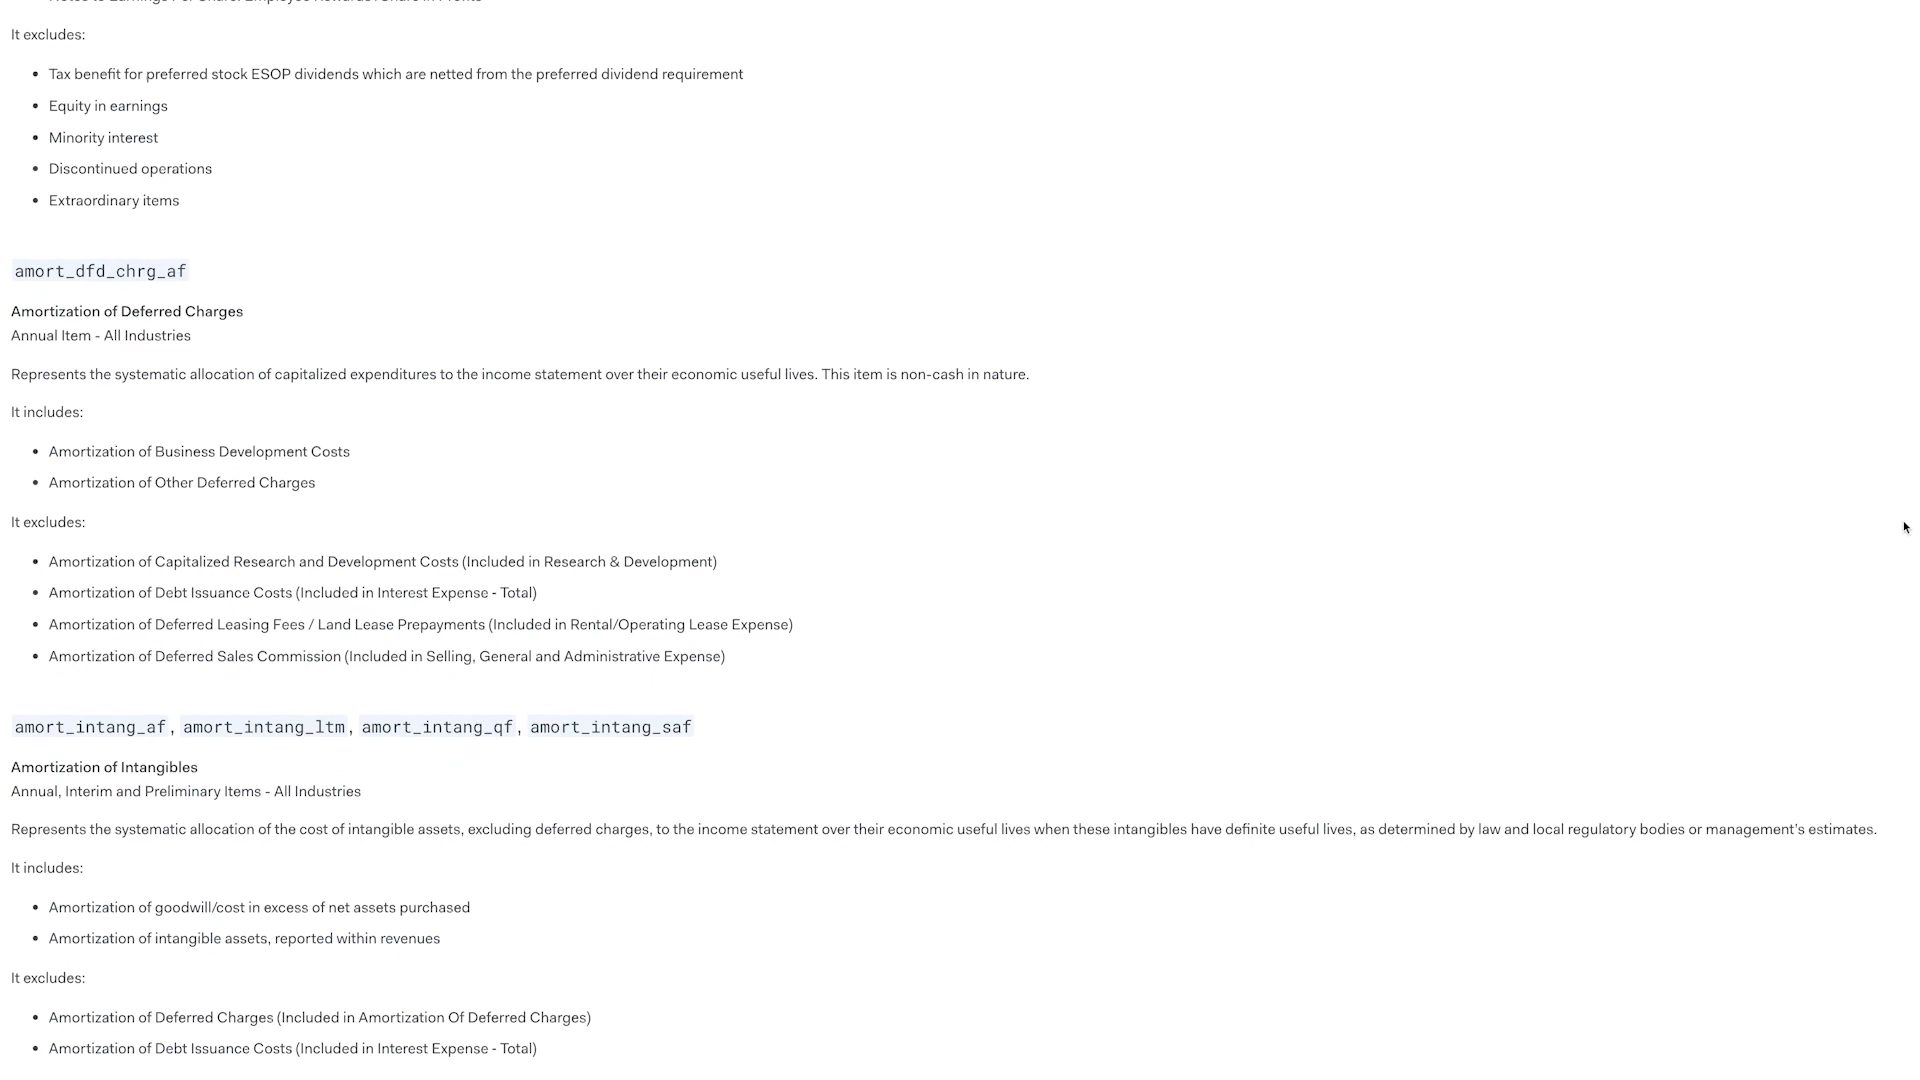 It excludes:
Tax benefit for preferred stock ESOP dividends which are netted from the preferred dividend requirement
Equity in earnings
Minority interest
Discontinued operations
Extraordinary items
amort_dfd_chrg_af
Amortization of Deferred Charges
Annual Item - All Industries
Represents the systematic allocation of capitalized expenditures to the income statement over their economic useful lives. This item is non-cash in nature.
It includes:
Amortization of Business Development Costs
Amortization of Other Deferred Charges
It excludes:
Amortization of Capitalized Research and Development Costs (Included in Research & Development)
Amortization of Debt Issuance Costs (Included in Interest Expense - Total)
Amortization of Deferred Leasing Fees / Land Lease Prepayments (Included in Rental/Operating Lease Expense)
Amortization of Deferred Sales Commission (Included in Selling, General and Administrative Expense)
amort_intang_af, amort_intang_ltm, amort_intang_qf, amort_intang_saf
Amortization of Intangibles
Annual, Interim and Preliminary Items - All Industries
Represents the systematic allocation of the cost of intangible assets, excluding deferred charges, to the income statement over their economic useful lives when these intangibles have definite useful lives, as determined by law and local regulatory bodies or management's estimates.
It includes:
Amortization of goodwill/cost in excess of net assets purchased
Amortization of intangible assets, reported within revenues
It excludes:
Amortization of Deferred Charges (Included in Amortization Of Deferred Charges)
Amortization of Debt Issuance Costs (Included in Interest Expense - Total)